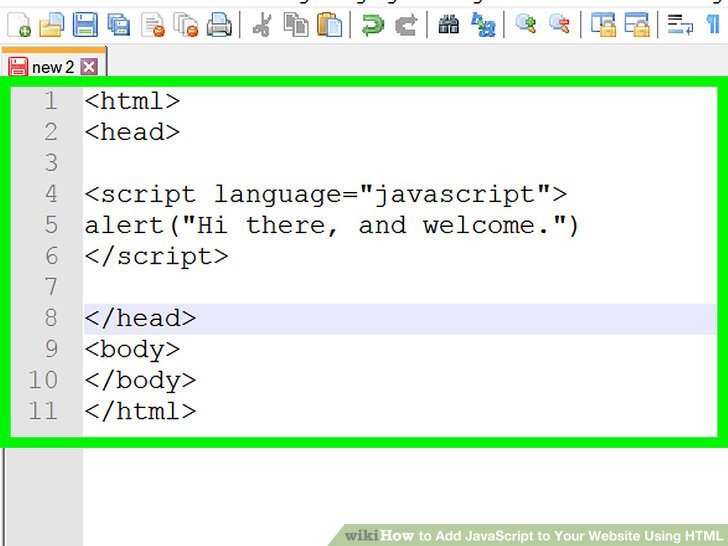 new 2
1 <html>
2 <head>
3
4 <script language="javascript">
5 alert("Hi there, and welcome.")
6 </script>
7
8 </head>
9 <body>
10 </body>
11 </html>
wikiHow to Add JavaScript to Your Website Using HTML